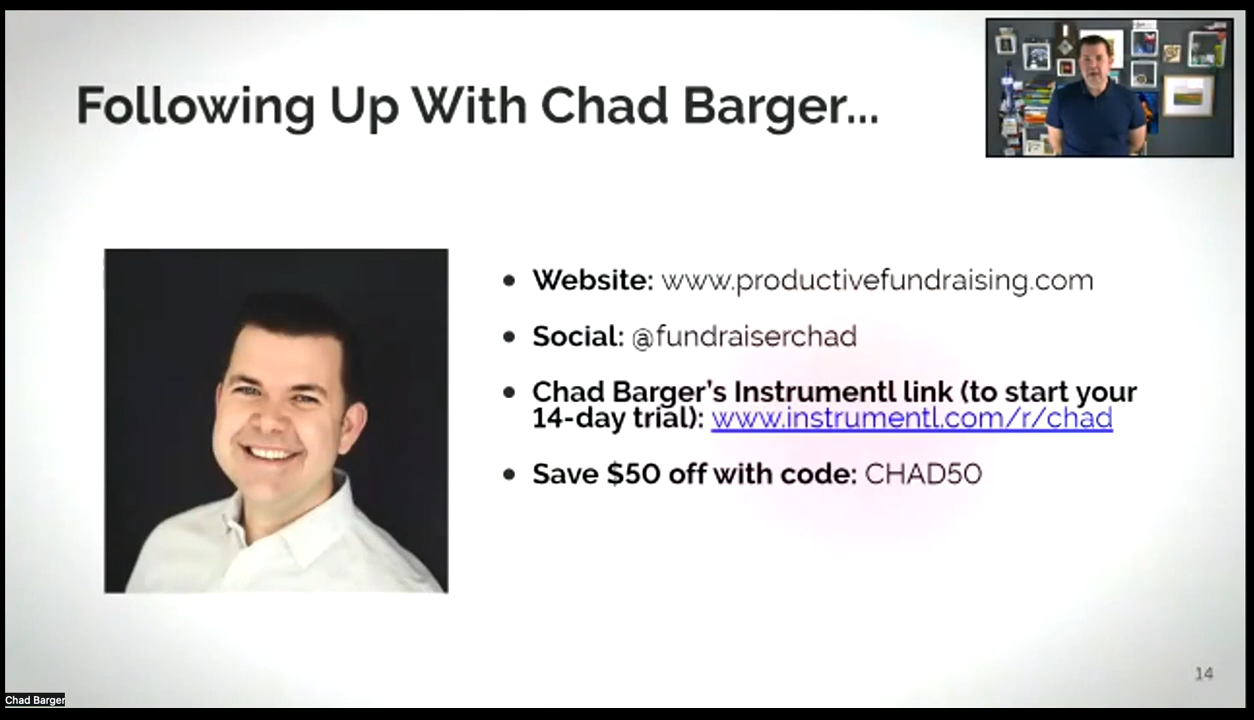 Following Up With Chad Barger...
• Website: www.productivefundraising.com
• Social: @fundraiserchad
• Chad Barger's Instrumentl link (to start your
14-day trial): www.instrumentl.com/r/chad
• Save $50 off with code: CHAD50
14
Chad Barger